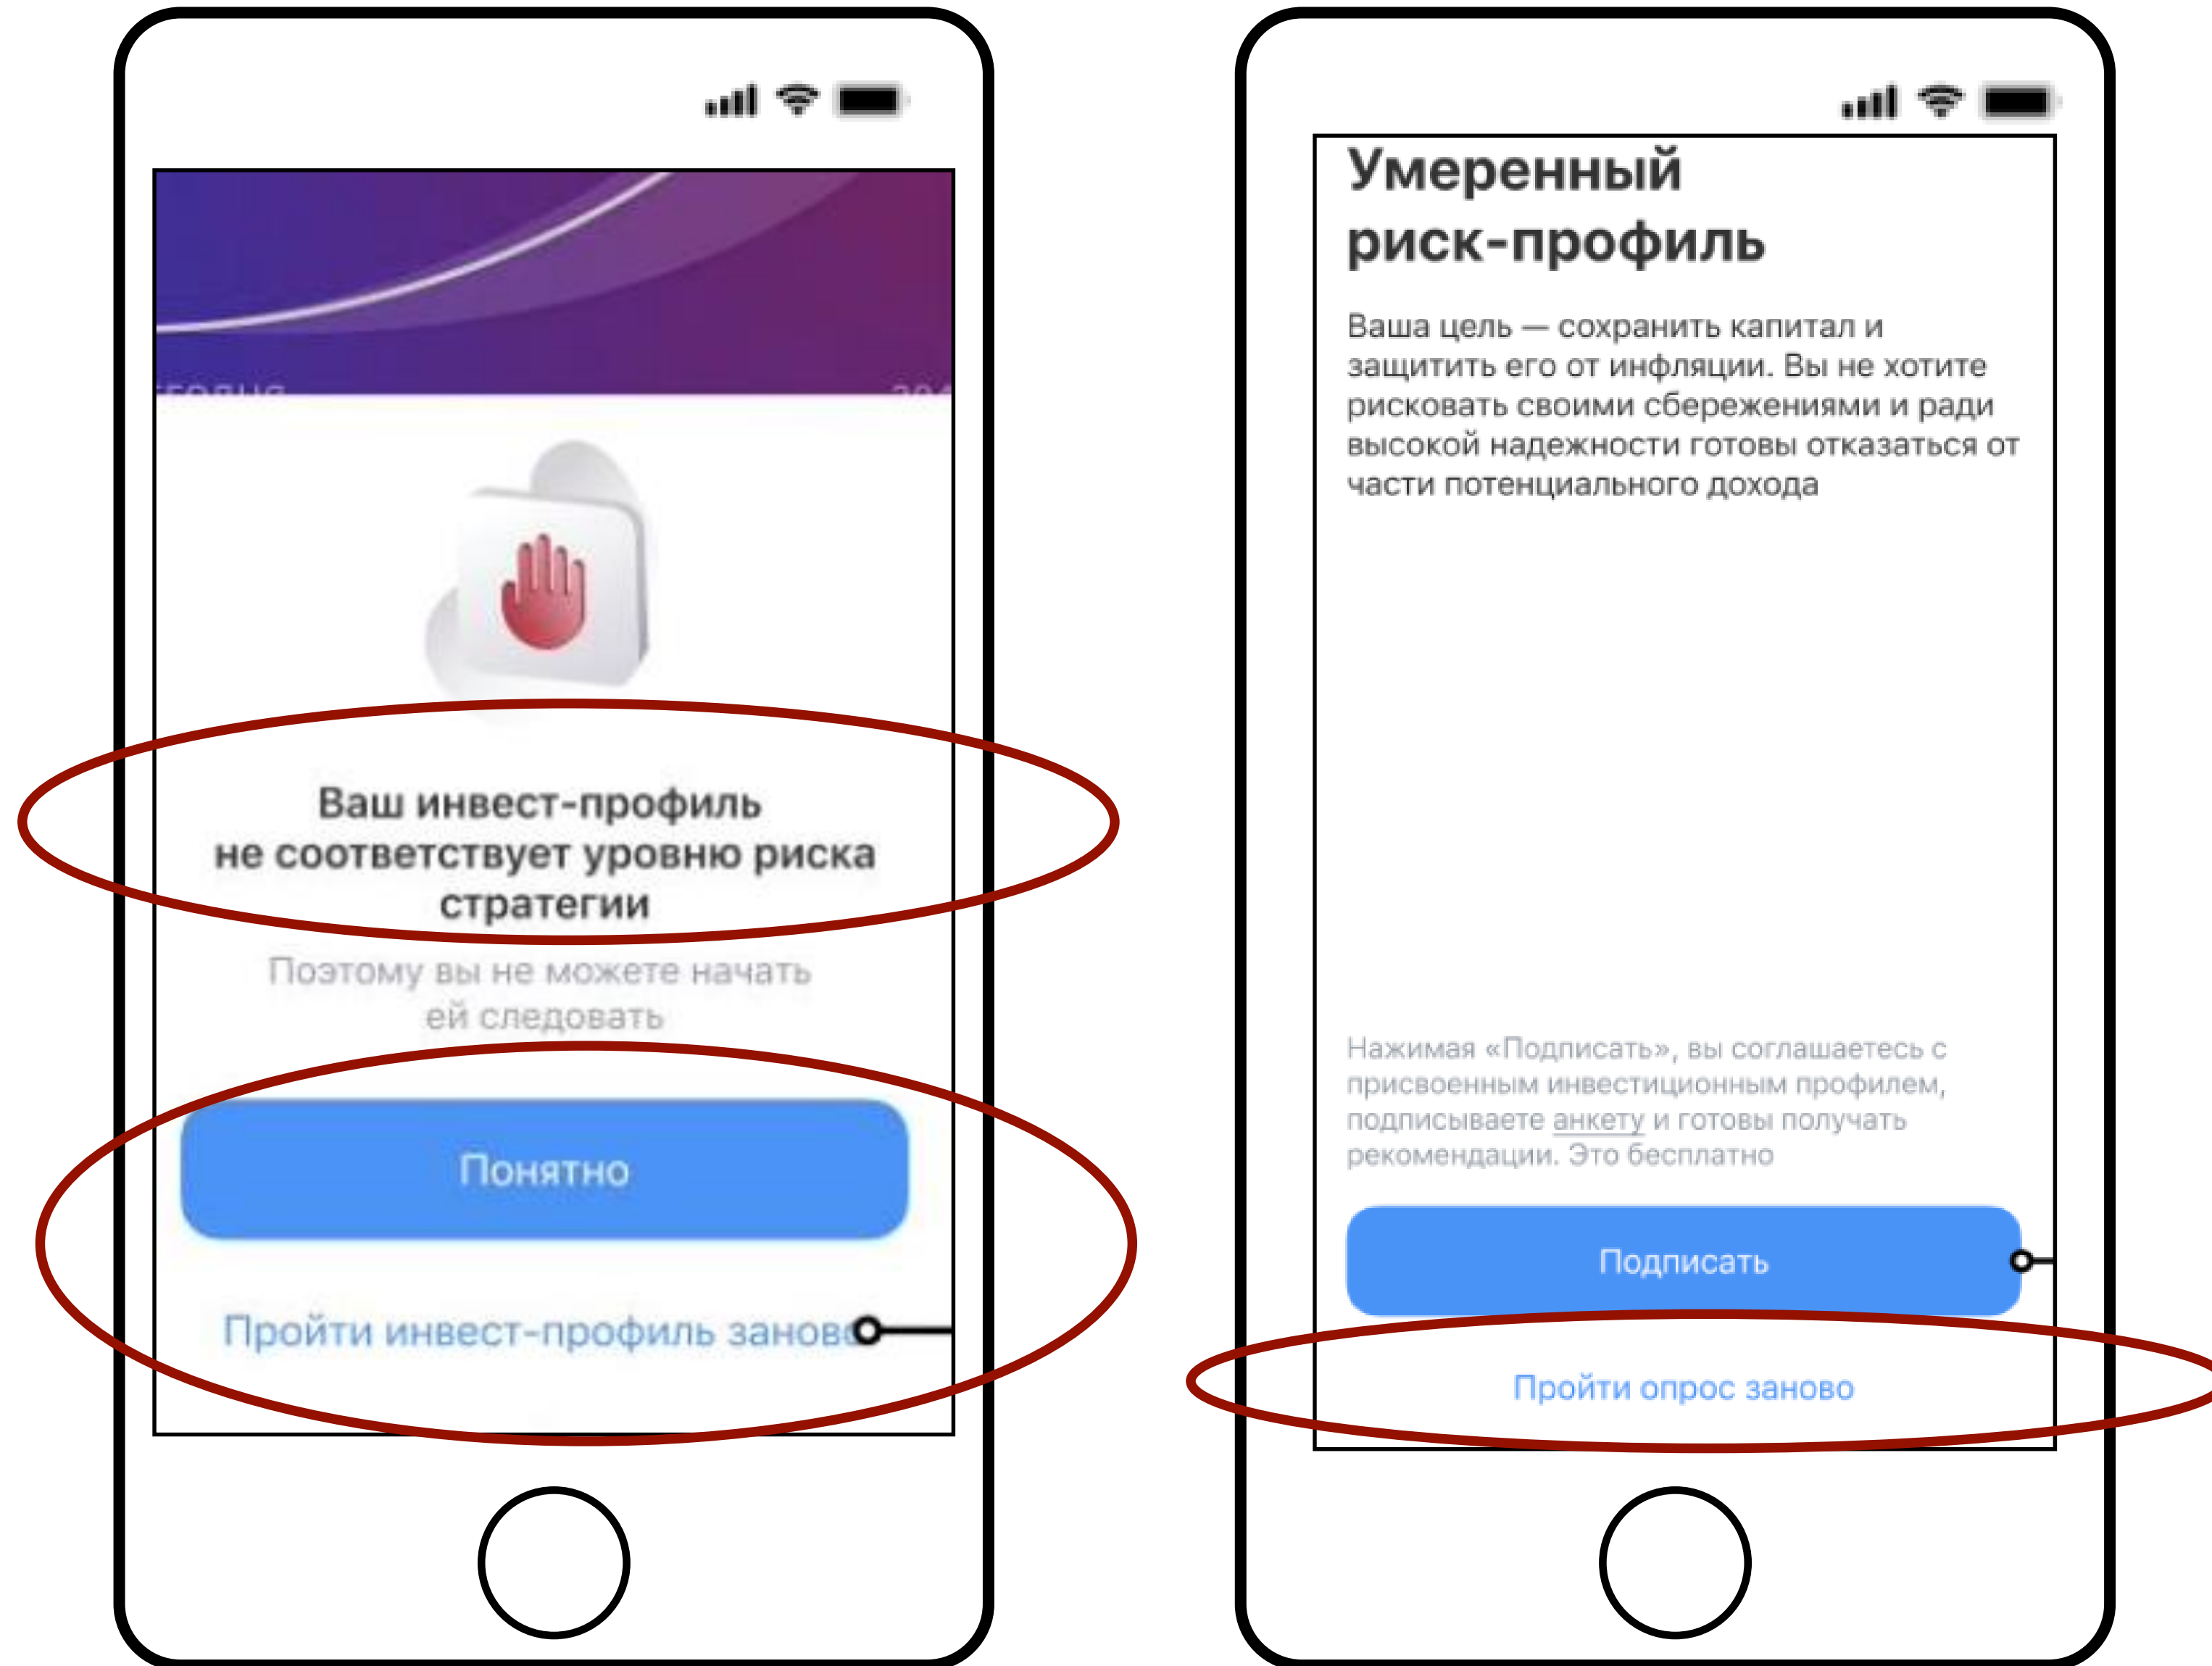 Ваш инвест-профиль
не соответствует уровню риска
стратегии
Поэтому вы не можете начать
ей следовать
Понятно
Пройти инвест-профиль заново
Умеренный
риск-профиль
Ваша цель — сохранить капитал и
защитить его от инфляции. Вы не хотите
рисковать своими сбережениями и ради
высокой надежности готовы отказаться от
части потенциального дохода
Нажимая «Подписать», вы соглашаетесь с
присвоенным инвестиционным профилем,
подписываете анкету и готовы получать
рекомендации. Это бесплатно
Подписать
Пройти опрос заново